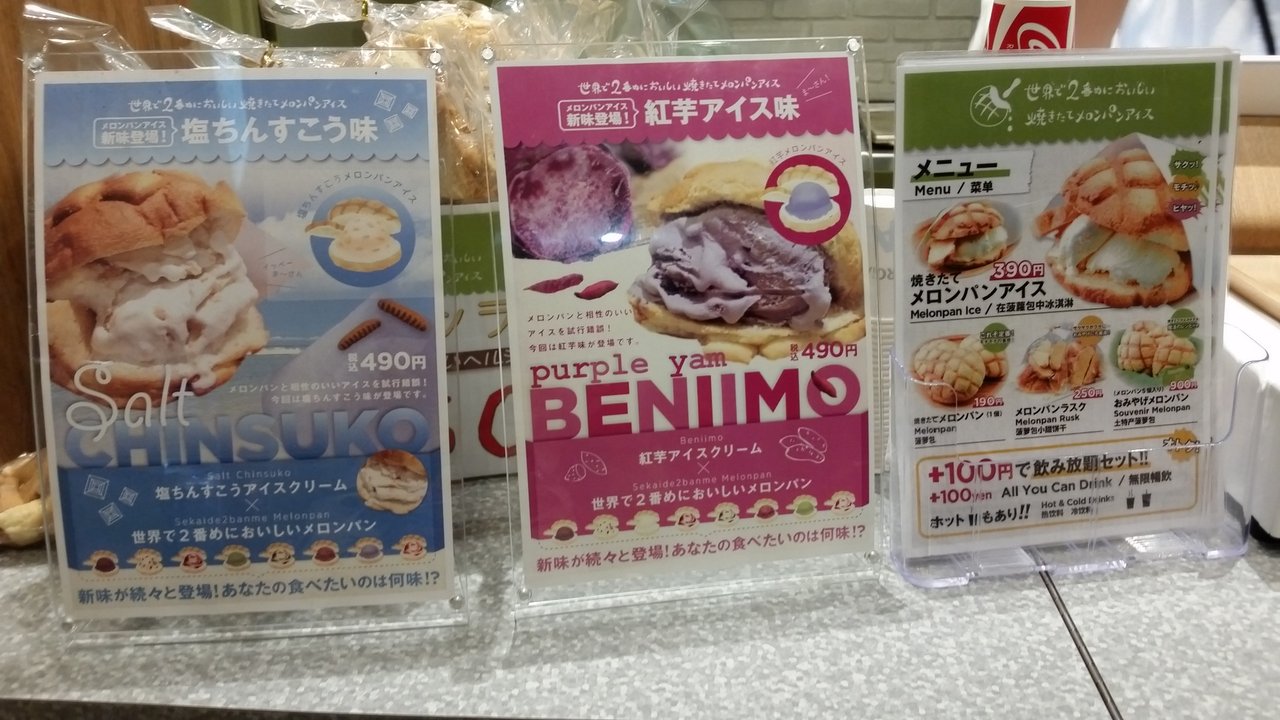 世界で2番めにおいしい焼きたてメロンパンアイス
メロンパンアイス
新味登場!
塩ちんすこう味
塩ちんすこうメロンパンアイス
税込490円
メロンパンと相性のいいアイスを試行錯誤!
今回は塩ちんすこう味が登場です。
Salt
CHINSUKO
Salt Chinsuko
塩ちんすこうアイスクリーム
×
Sekaide2banme Melonpan
世界で2番めにおいしいメロンパン
新味が続々と登場!あなたの食べたいのは何味!?
世界で2番めにおいしい焼きたてメロンパンアイス
メロンパンアイス
新味登場!
紅芋アイス味
ま〜さん!
紅芋メロンパンアイス
メロンパンと相性のいい
アイスを試行錯誤!
今回は紅芋味が登場です。
税込490円
purple yam
BENIIMO
Beniimo
紅芋アイスクリーム
×
Sekaide2banme Melonpan
世界で2番めにおいしいメロンパン
新味が続々と登場!あなたの食べたいのは何味!?
世界で2番めにおいしい
焼きたてメロンパンアイス
メニュー
Menu / 菜单
サクッ!
モチッ!
ヒヤッ!
390円
焼きたて
メロンパンアイス
Melonpan Ice / 在菠蘿包中冰淇淋
190円
焼きたてメロンパン(1個)
Melonpan
菠萝包
250円
メロンパンラスク
Melonpan Rusk
菠萝包小甜饼干
900円
(メロンパン5個入り)
おみやげメロンパン
Souvenir Melonpan
土特产菠萝包
+100円で飲み放題セット!!
+100yen All You Can Drink / 無限暢飲
ホットもあり!! Hot & Cold Drinks
热饮料 冷饮料